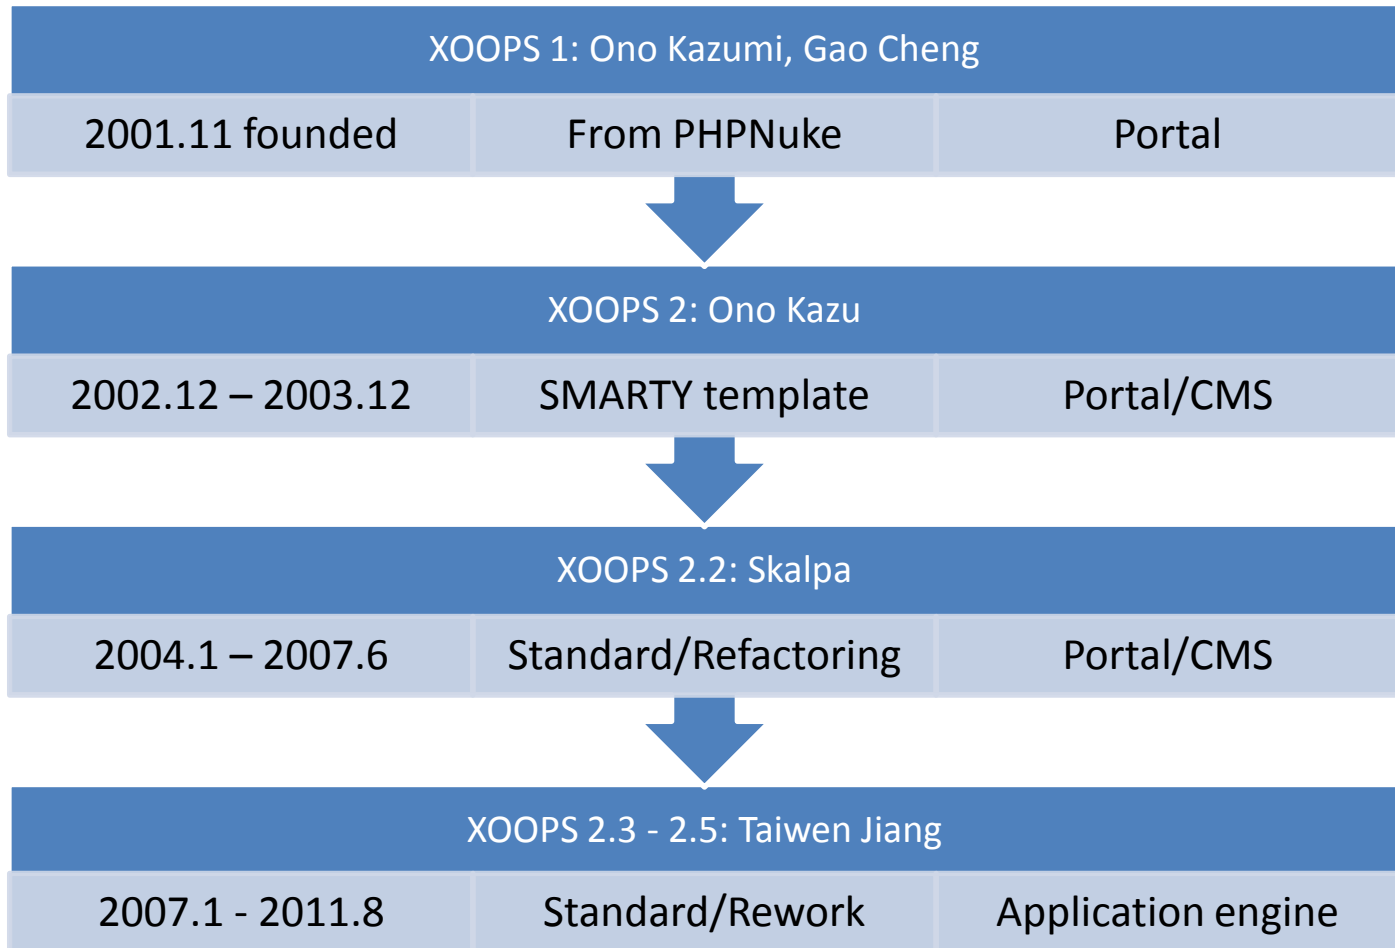 XOOPS 1: Ono Kazumi, Gao Cheng
2001.11 founded
From PHPNuke
Portal
XOOPS 2: Ono Kazu
2002.12 – 2003.12
SMARTY template
Portal/CMS
XOOPS 2.2: Skalpa
2004.1 – 2007.6
Standard/Refactoring
Portal/CMS
XOOPS 2.3 - 2.5: Taiwen Jiang
2007.1 - 2011.8
Standard/Rework
Application engine